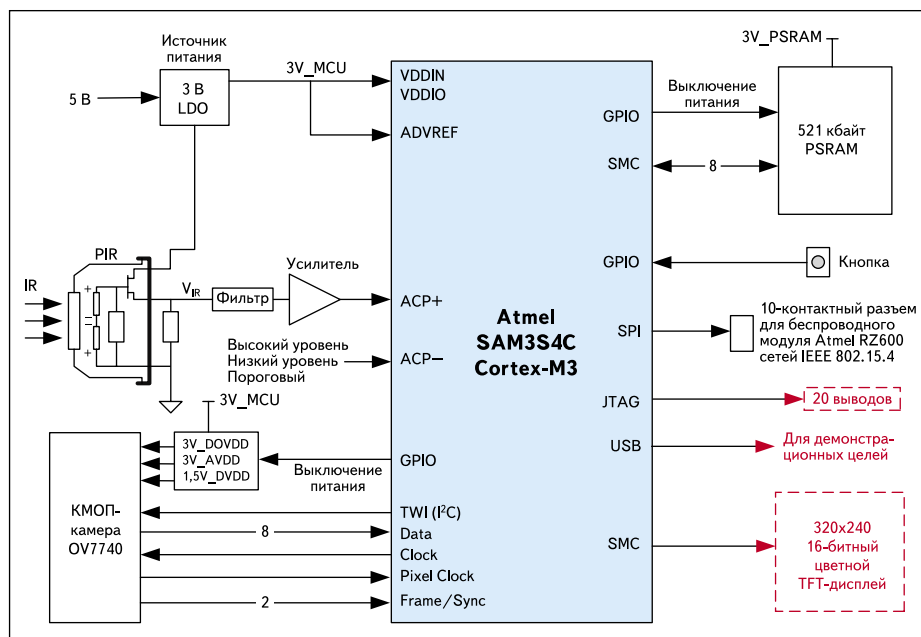 Источник
питания
5 В
3 В
LDO
3V_MCU
VDDIN
VDDIO
ADVREF
3V_PSRAM
Выключение
питания
GPIO
SMC
8
521 кбайт
PSRAM
IR
PIR
+
–
–
+
V_IR
Фильтр
Усилитель
ACP+
Высокий уровень
Низкий уровень
Пороговый
ACP–
Atmel
SAM3S4C
Cortex-M3
GPIO
Кнопка
SPI
10-контактный разъем
для беспроводного
модуля Atmel RZ600
сетей IEEE 802.15.4
JTAG
20 выводов
USB
Для демонстра-
ционных целей
SMC
320x240
16-битный
цветной
TFT-дисплей
3V_MCU
3V_DOVDD
3V_AVDD
1,5V_DVDD
Выключение
питания
GPIO
КМОП-
камера
OV7740
TWI (I²C)
8
Data
Clock
Pixel Clock
2
Frame/Sync